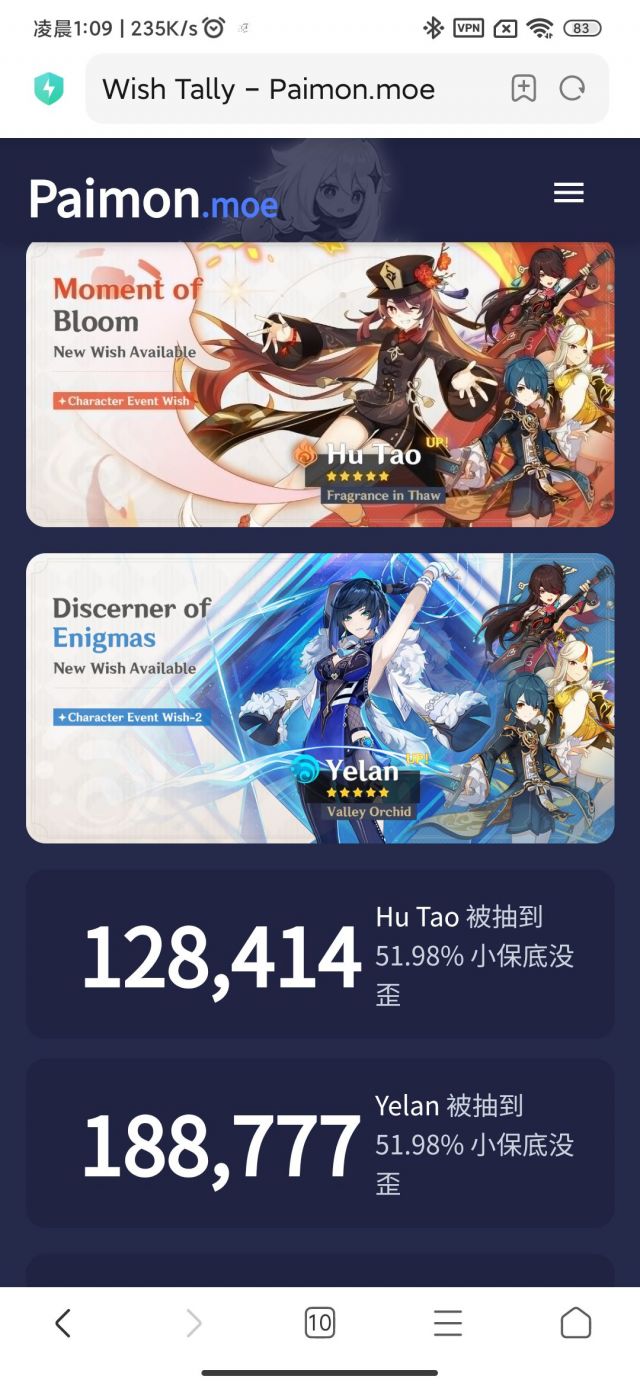 凌晨1:09 | 235K/s
VPN
83
Wish Tally – Paimon.moe
Paimon.moe
Moment of
Bloom
New Wish Available
Character Event Wish
UP!
Hu Tao
Fragrance in Thaw
Discerner of
Enigmas
New Wish Available
Character Event Wish-2
UP!
Yelan
Valley Orchid
128,414
Hu Tao 被抽到
51.98% 小保底没
歪
188,777
Yelan 被抽到
51.98% 小保底没
歪
10